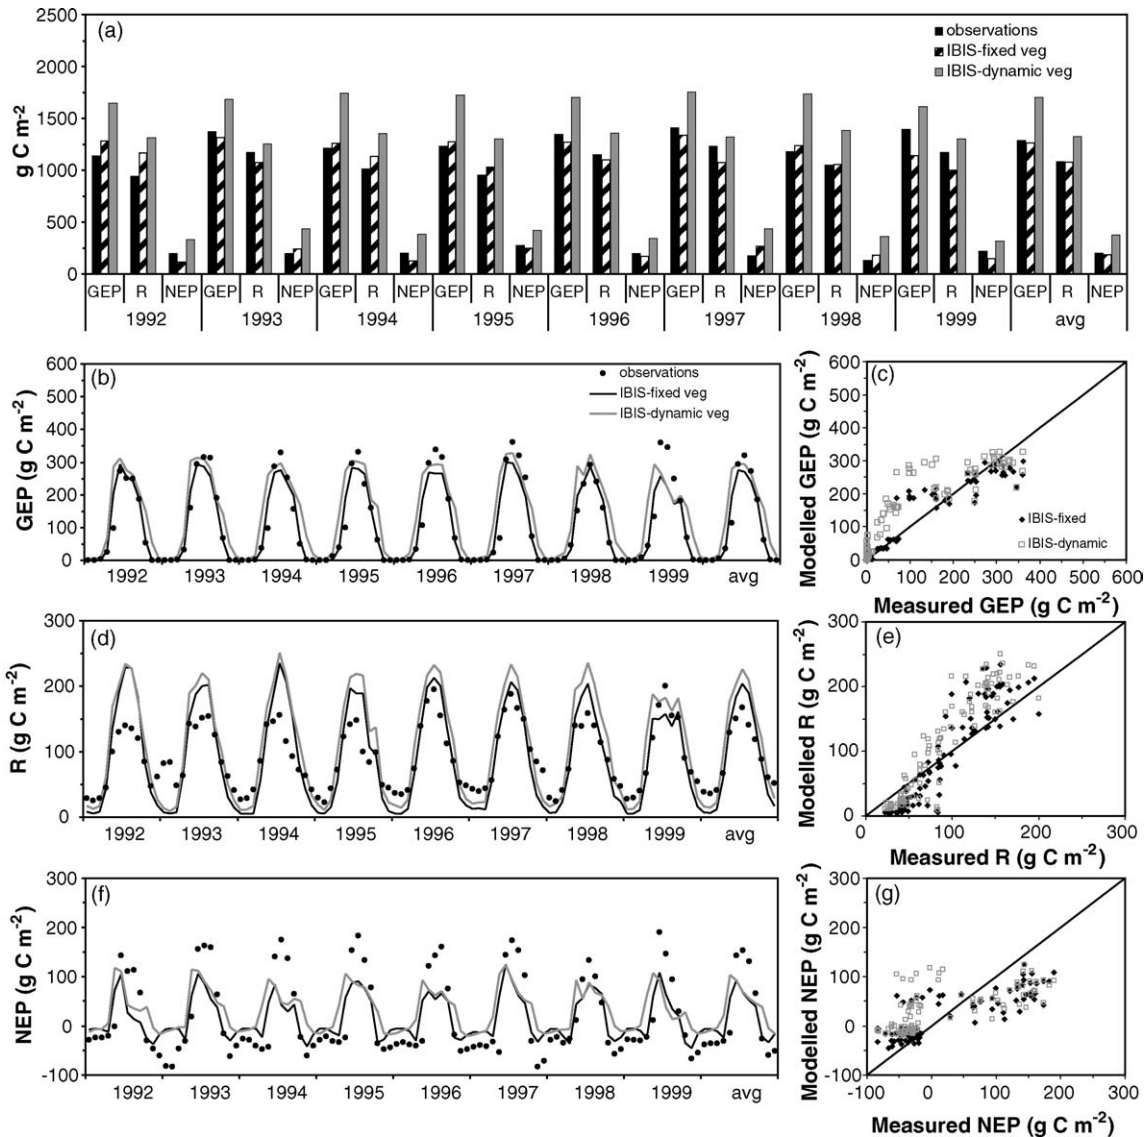 (a)
observations
IBIS-fixed veg
IBIS-dynamic veg
g C m-2
2500
2000
1500
1000
500
0
GEP R NEP GEP R NEP GEP R NEP GEP R NEP GEP R NEP GEP R NEP GEP R NEP GEP R NEP GEP R NEP
1992 1993 1994 1995 1996 1997 1998 1999 avg
(b)
observations
IBIS-fixed veg
IBIS-dynamic veg
GEP (g C m-2)
600
500
400
300
200
100
0
1992 1993 1994 1995 1996 1997 1998 1999 avg
(c)
Modelled GEP (g C m-2)
600
500
400
300
200
100
0
IBIS-fixed
IBIS-dynamic
0 100 200 300 400 500 600
Measured GEP (g C m-2)
(d)
R (g C m-2)
300
200
100
0
1992 1993 1994 1995 1996 1997 1998 1999 avg
(e)
Modelled R (g C m-2)
300
200
100
0
0 100 200 300
Measured R (g C m-2)
(f)
NEP (g C m-2)
300
200
100
0
-100
1992 1993 1994 1995 1996 1997 1998 1999 avg
(g)
Modelled NEP (g C m-2)
300
200
100
0
-100
-100 0 100 200 300
Measured NEP (g C m-2)